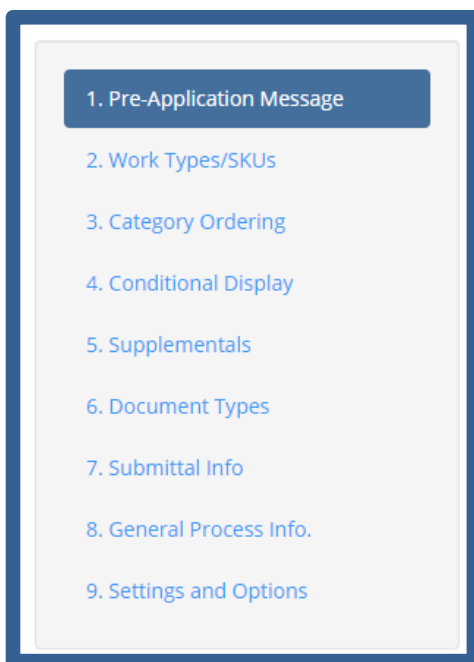 1. Pre-Application Message
2. Work Types/SKUs
3. Category Ordering
4. Conditional Display
5. Supplementals
6. Document Types
7. Submittal Info
8. General Process Info.
9. Settings and Options